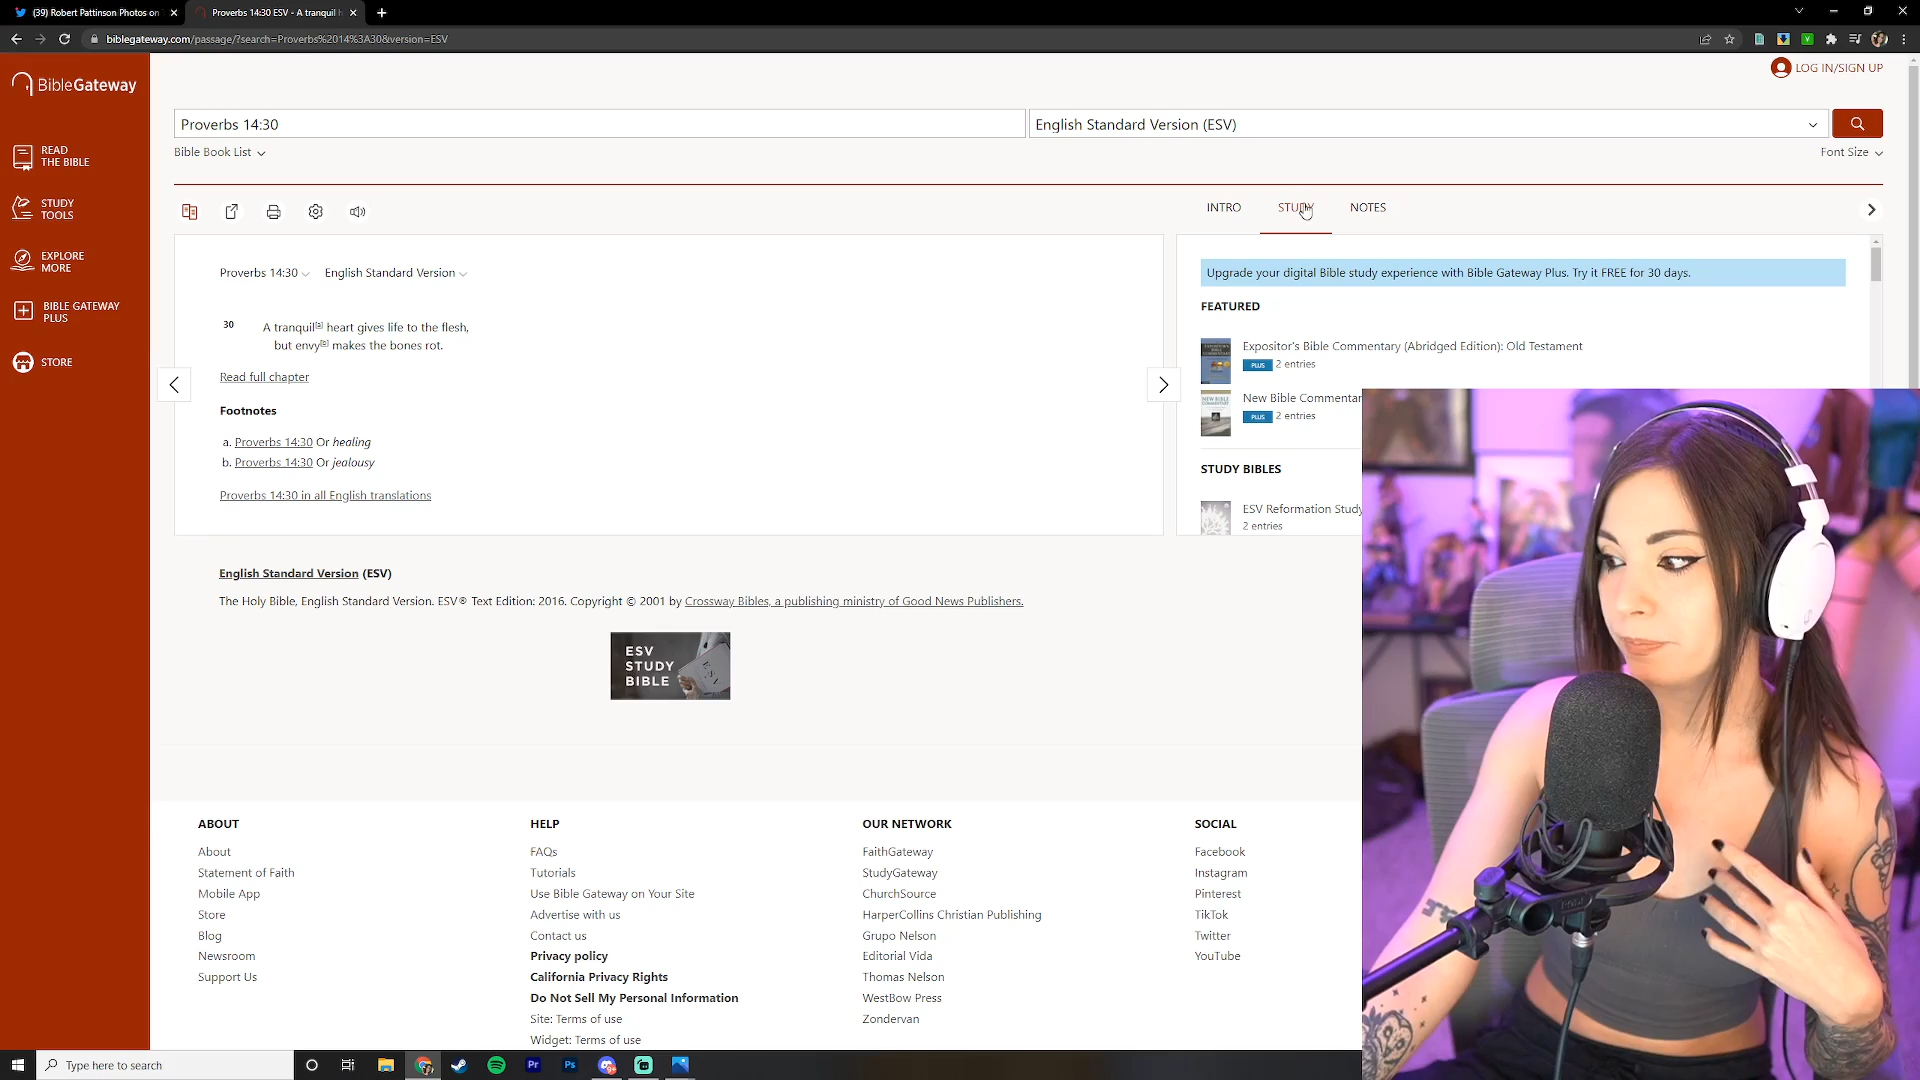 (39) Robert Pattinson Photos on
Proverbs 14:30 ESV - A tranquil h
biblegateway.com/passage/?search=Proverbs%2014%3A30&version=ESV
BibleGateway
LOG IN/SIGN UP
Proverbs 14:30
English Standard Version (ESV)
Bible Book List
Font Size
READ
THE BIBLE
STUDY
TOOLS
EXPLORE
MORE
BIBLE GATEWAY
PLUS
STORE
INTRO
STUDY
NOTES
Proverbs 14:30
English Standard Version
30 A tranquil[a] heart gives life to the flesh,
but envy[b] makes the bones rot.
Read full chapter
Footnotes
a. Proverbs 14:30 Or healing
b. Proverbs 14:30 Or jealousy
Proverbs 14:30 in all English translations
Upgrade your digital Bible study experience with Bible Gateway Plus. Try it FREE for 30 days.
FEATURED
Expositor's Bible Commentary (Abridged Edition): Old Testament
PLUS 2 entries
New Bible Commentar
PLUS 2 entries
STUDY BIBLES
ESV Reformation Study
2 entries
English Standard Version (ESV)
The Holy Bible, English Standard Version. ESV® Text Edition: 2016. Copyright © 2001 by Crossway Bibles, a publishing ministry of Good News Publishers.
ESV
STUDY
BIBLE
ABOUT
About
Statement of Faith
Mobile App
Store
Blog
Newsroom
Support Us
HELP
FAQs
Tutorials
Use Bible Gateway on Your Site
Advertise with us
Contact us
Privacy policy
California Privacy Rights
Do Not Sell My Personal Information
Site: Terms of use
Widget: Terms of use
OUR NETWORK
FaithGateway
StudyGateway
ChurchSource
HarperCollins Christian Publishing
Grupo Nelson
Editorial Vida
Thomas Nelson
WestBow Press
Zondervan
SOCIAL
Facebook
Instagram
Pinterest
TikTok
Twitter
YouTube
Type here to search
Pr
Ps